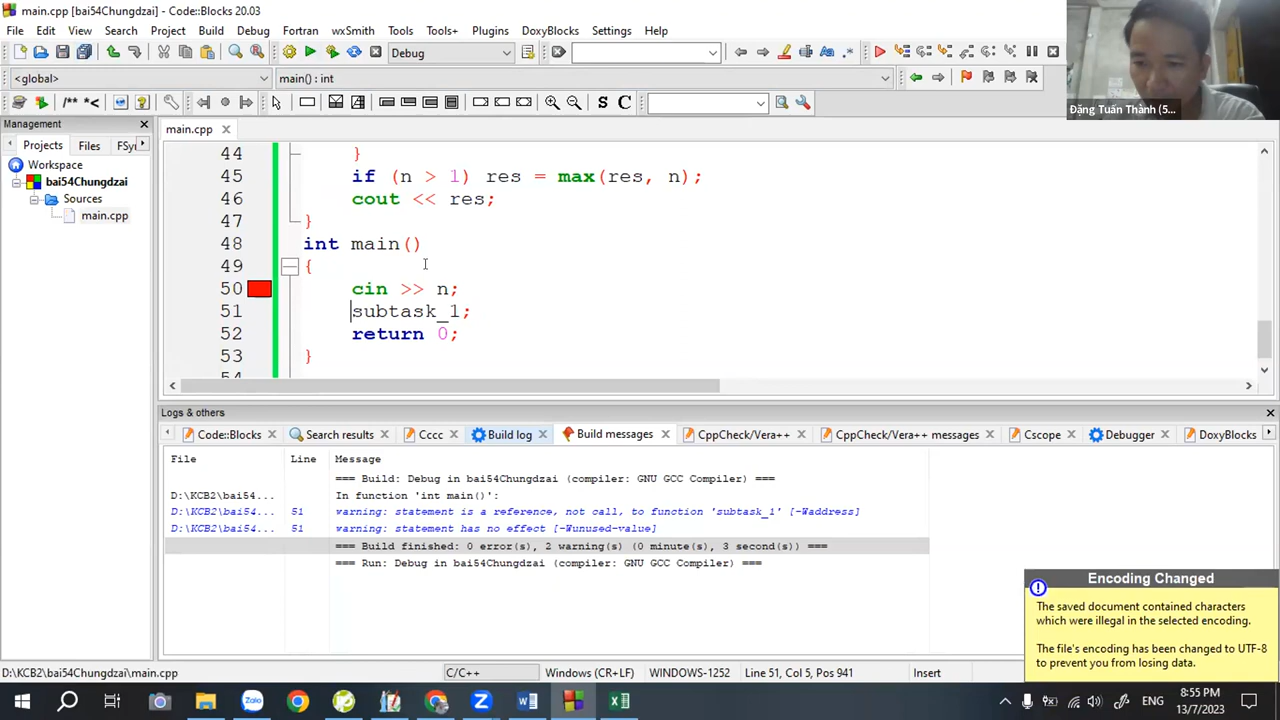 main.cpp [bai54Chungdzai] - Code::Blocks 20.03
File Edit View Search Project Build Debug Fortran wxSmith Tools Tools+ Plugins DoxyBlocks Settings Help
Debug
<global>
main() : int
/** *<
S C
Đặng Tuấn Thành (5...
Management
Projects Files FSy
Workspace
bai54Chungdzai
Sources
main.cpp
main.cpp
44 }
45 if (n > 1) res = max(res, n);
46 cout << res;
47 }
48 int main()
49 {
50 cin >> n;
51 subtask_1;
52 return 0;
53 }
54
Logs & others
Code::Blocks Search results Cccc Build log Build messages CppCheck/Vera++ CppCheck/Vera++ messages Cscope Debugger DoxyBlocks
File Line Message
=== Build: Debug in bai54Chungdzai (compiler: GNU GCC Compiler) ===
D:\KCB2\bai54... In function 'int main()':
D:\KCB2\bai54... 51 warning: statement is a reference, not call, to function 'subtask_1' [-Waddress]
D:\KCB2\bai54... 51 warning: statement has no effect [-Wunused-value]
=== Build finished: 0 error(s), 2 warning(s) (0 minute(s), 3 second(s)) ===
=== Run: Debug in bai54Chungdzai (compiler: GNU GCC Compiler) ===
Encoding Changed
The saved document contained characters
which were illegal in the selected encoding.
The file's encoding has been changed to UTF-8
to prevent you from losing data.
D:\KCB2\bai54Chungdzai\main.cpp C/C++ Windows (CR+LF) WINDOWS-1252 Line 51, Col 5, Pos 941 Insert
Zalo
ENG
8:55 PM
13/7/2023